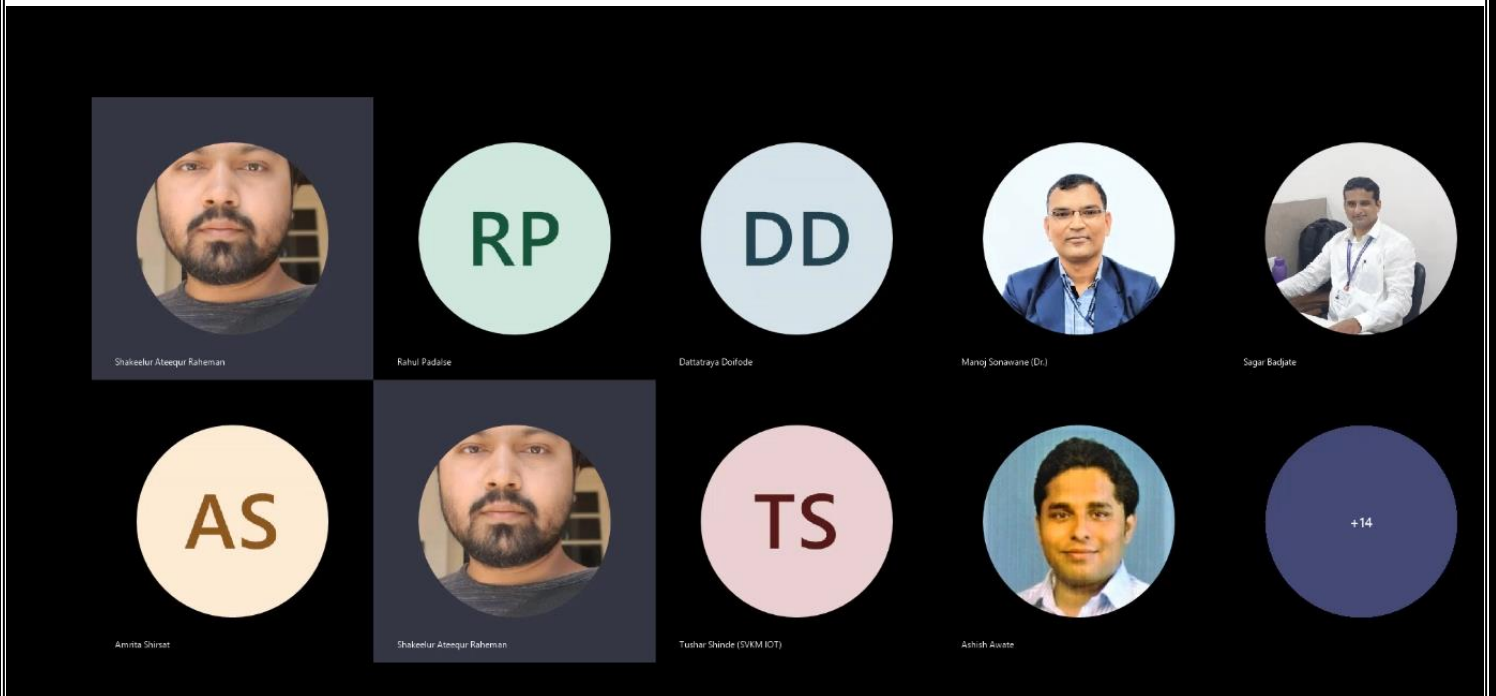 RP
DD
Shakeelur Ateequr Raheman
Rahul Padalse
Dattatraya Doifode
Manoj Sonawane (Dr.)
Sagar Badjate
AS
TS
+14
Amrita Shirsat
Shakeelur Ateequr Raheman
Tushar Shinde (SVKM IOT)
Ashish Awate